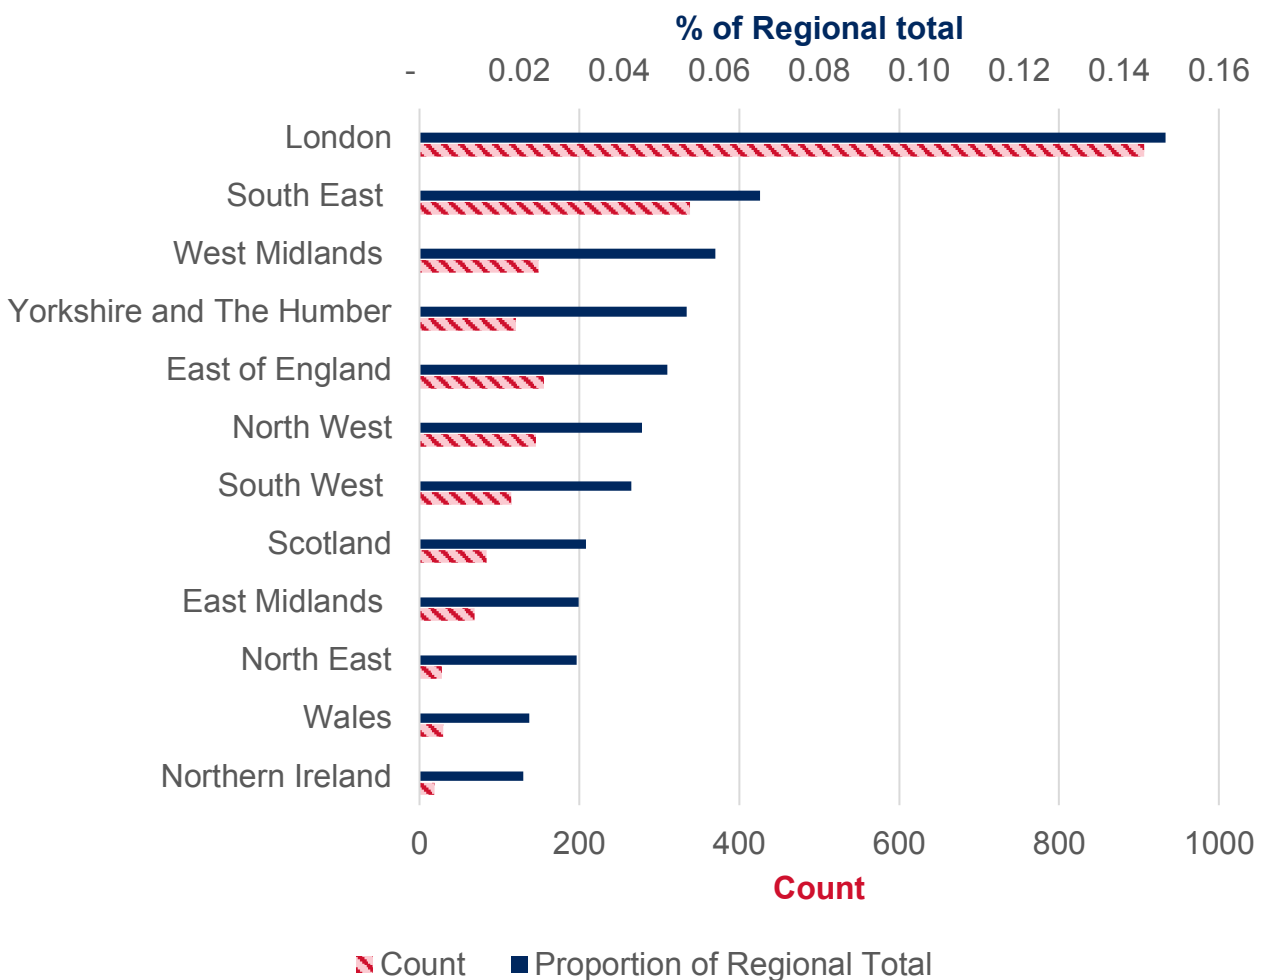 % of Regional total
- 0.02 0.04 0.06 0.08 0.10 0.12 0.14 0.16
London
South East
West Midlands
Yorkshire and The Humber
East of England
North West
South West
Scotland
East Midlands
North East
Wales
Northern Ireland
0 200 400 600 800 1000
Count
Count Proportion of Regional Total